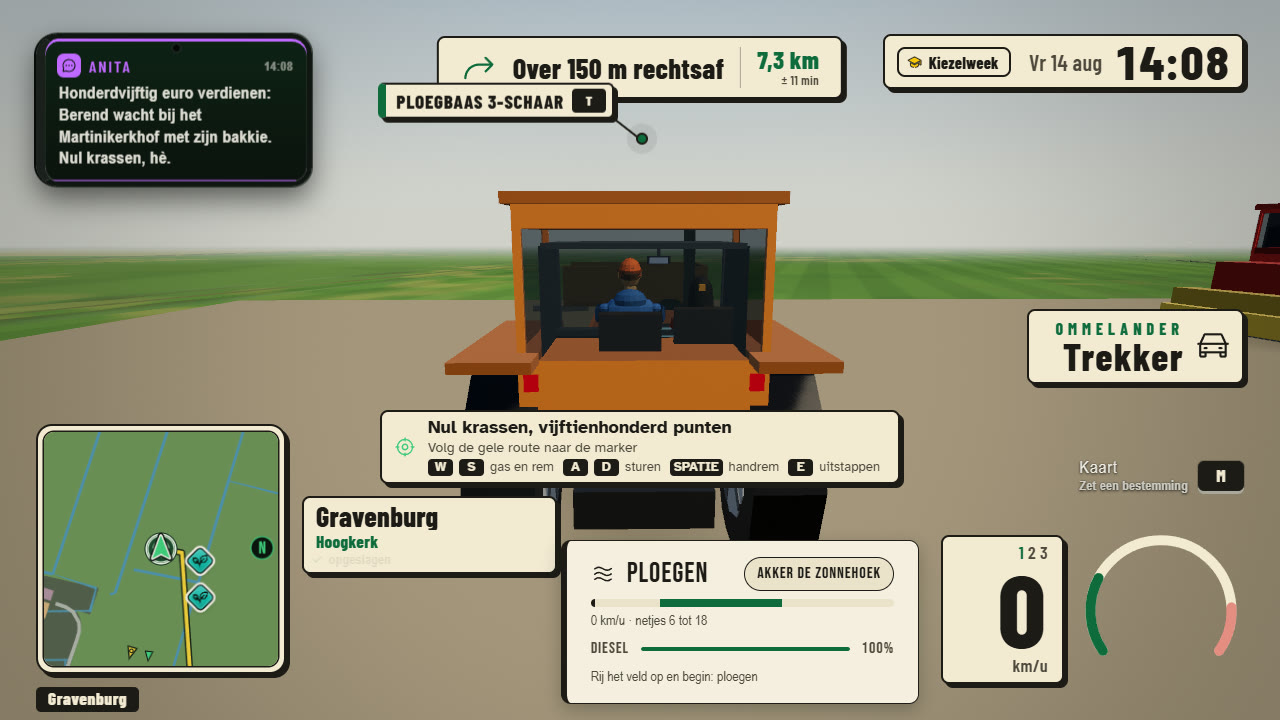 ANITA
14:08
Honderdvijftig euro verdienen:
Berend wacht bij het
Martinikerkhof met zijn bakkie.
Nul krassen, hè.
Over 150 m rechtsaf
7,3 km
± 11 min
PLOEGBAAS 3-SCHAAR T
Kiezelweek
Vr 14 aug
14:08
OMMELANDER
Trekker
Nul krassen, vijftienhonderd punten
Volg de gele route naar de marker
W S gas en rem A D sturen SPATIE handrem E uitstappen
Kaart
Zet een bestemming
M
N
Gravenburg
Hoogkerk
✓ opgeslagen
PLOEGEN
AKKER DE ZONNEHOEK
0 km/u · netjes 6 tot 18
DIESEL
100%
Rij het veld op en begin: ploegen
1 2 3
0
km/u
Gravenburg